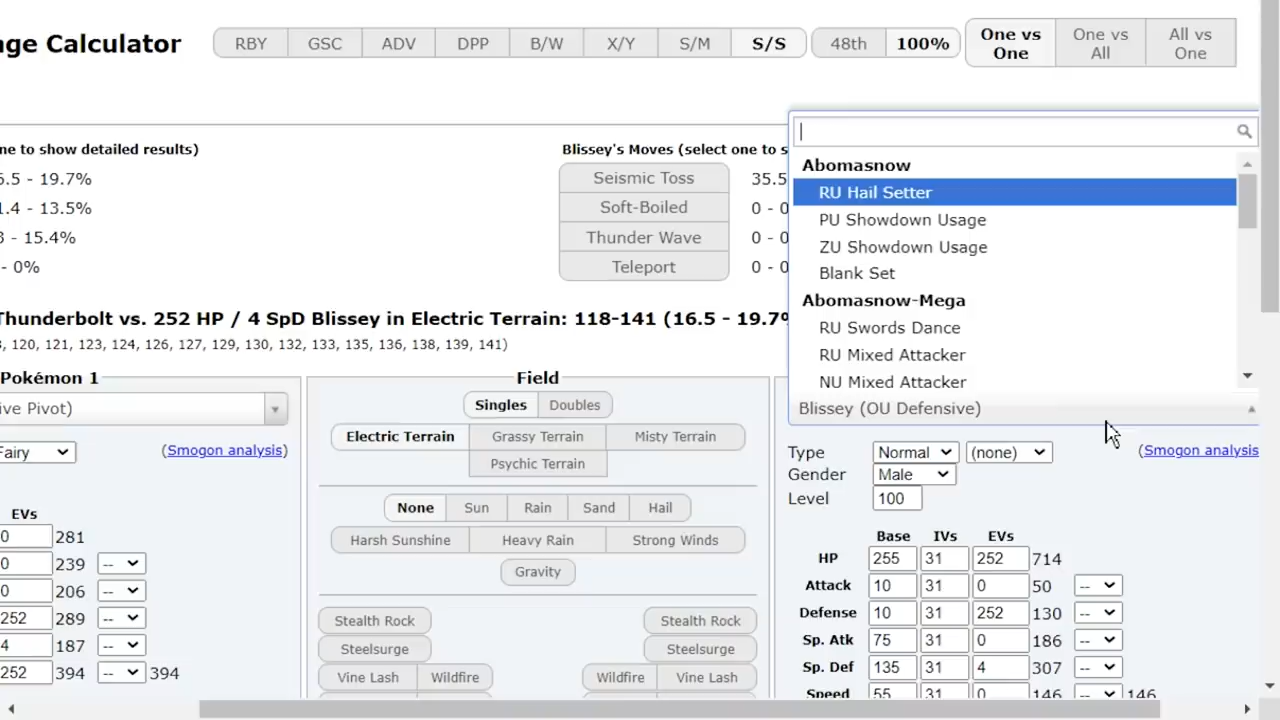 age Calculator
RBY GSC ADV DPP B/W X/Y S/M S/S 48th 100% One vs One One vs All All vs One
ne to show detailed results) Blissey's Moves (select one to s
6.5 - 19.7% Seismic Toss 35.5
1.4 - 13.5% Soft-Boiled 0 - 0
3 - 15.4% Thunder Wave 0 - 0
- 0% Teleport 0 - 0
Abomasnow
RU Hail Setter
PU Showdown Usage
ZU Showdown Usage
Blank Set
Abomasnow-Mega
RU Swords Dance
RU Mixed Attacker
NU Mixed Attacker
Blissey (OU Defensive)
Thunderbolt vs. 252 HP / 4 SpD Blissey in Electric Terrain: 118-141 (16.5 - 19.7%
, 120, 121, 123, 124, 126, 127, 129, 130, 132, 133, 135, 136, 138, 139, 141)
Pokémon 1
ive Pivot)
Fairy (Smogon analysis)
EVs
0 281
0 239 --
0 206 --
252 289 --
4 187 --
252 394 -- 394
Field
Singles Doubles
Electric Terrain Grassy Terrain Misty Terrain
Psychic Terrain
None Sun Rain Sand Hail
Harsh Sunshine Heavy Rain Strong Winds
Gravity
Stealth Rock Stealth Rock
Steelsurge Steelsurge
Vine Lash Wildfire Wildfire Vine Lash
Type Normal (none) (Smogon analysis
Gender Male
Level 100
Base IVs EVs
HP 255 31 252 714
Attack 10 31 0 50 --
Defense 10 31 252 130 --
Sp. Atk 75 31 0 186 --
Sp. Def 135 31 4 307 --
Speed 55 31 0 146 -- 146